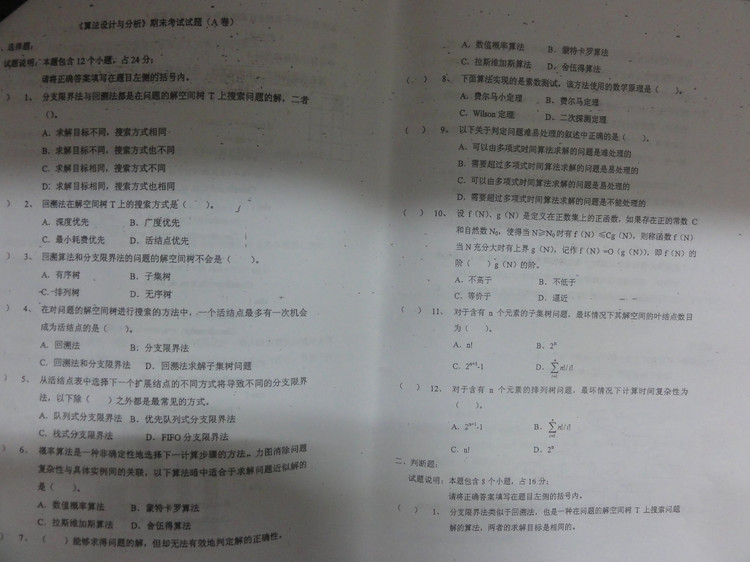 《算法设计与分析》期末考试试题（A 卷）
、选择题：
试题说明：本题包含 12 个小题，占 24 分；
请将正确答案填写在题目左侧的括号内。
） 1、 分支限界法与回溯法都是在问题的解空间树 T 上搜索问题的解，二者
（）。
A．求解目标不同，搜索方式相同
B．求解目标不同，搜索方式也不同
C．求解目标相同，搜索方式不同
D．求解目标相同，搜索方式也相同
） 2、 回溯法在解空间树 T 上的搜索方式是（ ）。
A．深度优先 B．广度优先
C．最小耗费优先 D．活结点优先
） 3、 回溯算法和分支限界法的问题的解空间树不会是（ ）。
A．有序树 B．子集树
C．排列树 D．无序树
） 4、 在对问题的解空间树进行搜索的方法中，一个活结点最多有一次机会
成为活结点的是（ ）。
A．回溯法 B．分支限界法
C．回溯法和分支限界法 D．回溯法求解子集树问题
） 5、 从活结点表中选择下一个扩展结点的不同方式将导致不同的分支限界
法，以下除（ ）之外都是最常见的方式。
A．队列式分支限界法 B．优先队列式分支限界法
C．栈式分支限界法 D．FIFO 分支限界法
） 6、 概率算法是一种非确定性地选择下一计算步骤的方法，力图消除问题
复杂性与具体实例间的关联，以下算法暗中适合于求解问题近似解的
是（ ）。
A．数值概率算法 B．蒙特卡罗算法
C．拉斯维加斯算法 D．舍伍得算法
） 7、 （ ）能够求得问题的解，但却无法有效地判定解的正确性。
A．数值概率算法 B．蒙特卡罗算法
C．拉斯维加斯算法 D．舍伍得算法
（ ） 8、 下面算法实现的是素数测试，该方法使用的数学原理是（ ）。
A．费尔马小定理 B．费尔马定理
C．Wilson 定理 D．二次探测定理
（ ） 9、 以下关于判定问题难易处理的叙述中正确的是（ ）。
A．可以由多项式时间算法求解的问题是难处理的
B．需要超过多项式时间算法求解的问题是易处理的
C．可以由多项式时间算法求解的问题是易处理的
D．需要超过多项式时间算法求解的问题是不能处理的
（ ） 10、 设 f（N）、g（N）是定义在正数集上的正函数，如果存在正的常数 C
和自然数 N₀，使得当 N≥N₀时有 f（N）≤Cg（N），则称函数 f（N）
当 N 充分大时有上界 g（N），记作 f（N）=O（g（N）），即 f（N）的
阶（ ）g（N）的阶。
A．不高于 B．不低于
C．等价于 D．逼近
（ ） 11、 对于含有 n 个元素的子集树问题，最坏情况下其解空间的叶结点数目
为（ ）。
A．n! B．2ⁿ
C．2ⁿ⁺¹-1 D．∑n!/i!
（ ） 12、 对于含有 n 个元素的排列树问题，最坏情况下计算时间复杂性为
（ ）。
A．2ⁿ⁺¹-1 B．∑n!/i!
C．n! D．2ⁿ
二、判断题：
试题说明：本题包含 8 个小题，占 16 分；
请将正确答案填写在题目左侧的括号内。
（ ） 1、 分支限界法类似于回溯法，也是一种在问题的解空间树 T 上搜索问题
解的算法，两者的求解目标是相同的。